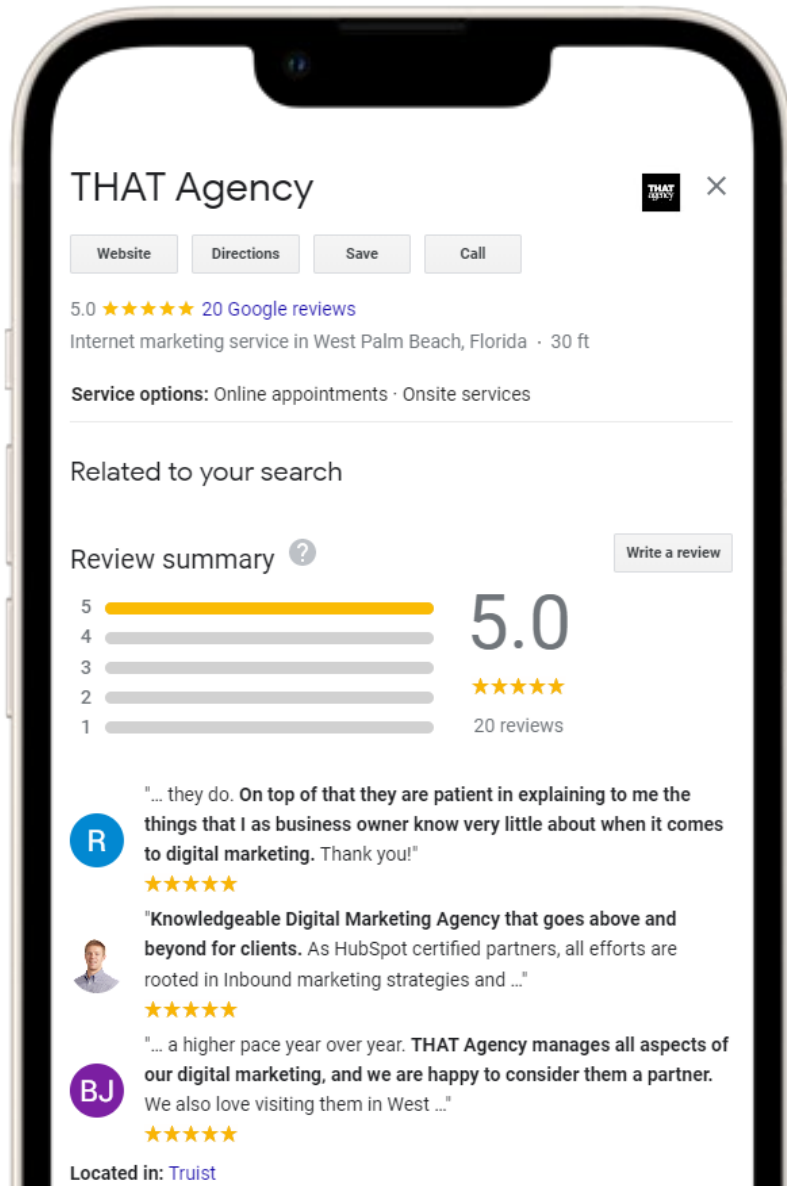 THAT Agency
THAT
agency
Website
Directions
Save
Call
5.0
20 Google reviews
Internet marketing service in West Palm Beach, Florida · 30 ft
Service options: Online appointments · Onsite services
Related to your search
Review summary ?
Write a review
5
4
3
2
1
5.0
20 reviews
"... they do. On top of that they are patient in explaining to me the
things that I as business owner know very little about when it comes
to digital marketing. Thank you!"
R
"Knowledgeable Digital Marketing Agency that goes above and
beyond for clients. As HubSpot certified partners, all efforts are
rooted in Inbound marketing strategies and ..."
"... a higher pace year over year. THAT Agency manages all aspects of
our digital marketing, and we are happy to consider them a partner.
We also love visiting them in West ..."
BJ
Located in: Truist